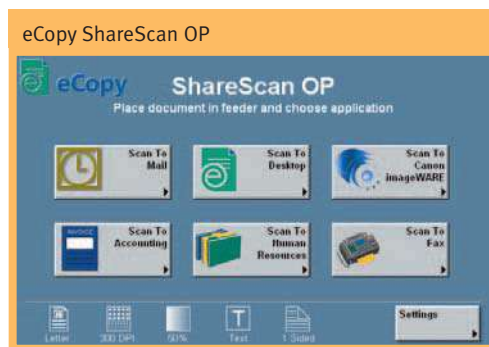 eCopy ShareScan OP
eCopy
ShareScan OP
Place document in feeder and choose application
Scan To
Mail
Scan To
Desktop
Scan To
Canon
imageWARE
INVOICE
Scan To
Accounting
Scan To
Human
Resources
Scan To
Fax
T
Letter
300 DPI
50%
Text
1 Sided
Settings